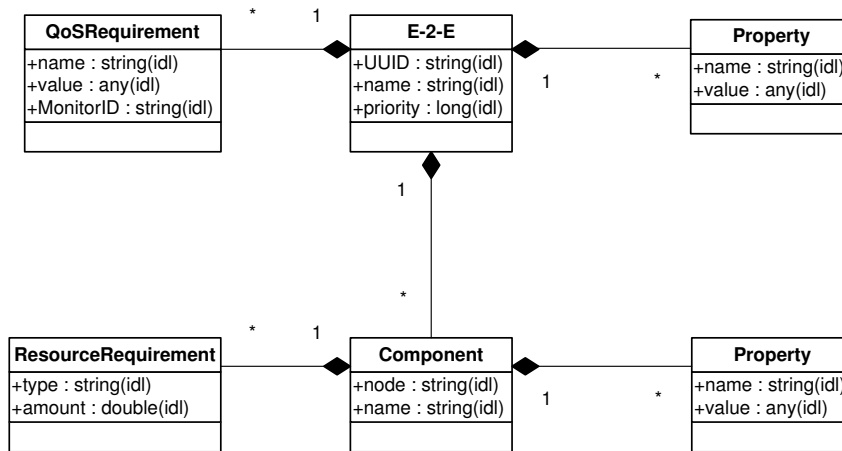 * 1
QoSRequirement
+name : string(idl)
+value : any(idl)
+MonitorID : string(idl)
E-2-E
+UUID : string(idl)
+name : string(idl)
+priority : long(idl)
1 *
Property
+name : string(idl)
+value : any(idl)
1
*
* 1
ResourceRequirement
+type : string(idl)
+amount : double(idl)
Component
+node : string(idl)
+name : string(idl)
1 *
Property
+name : string(idl)
+value : any(idl)